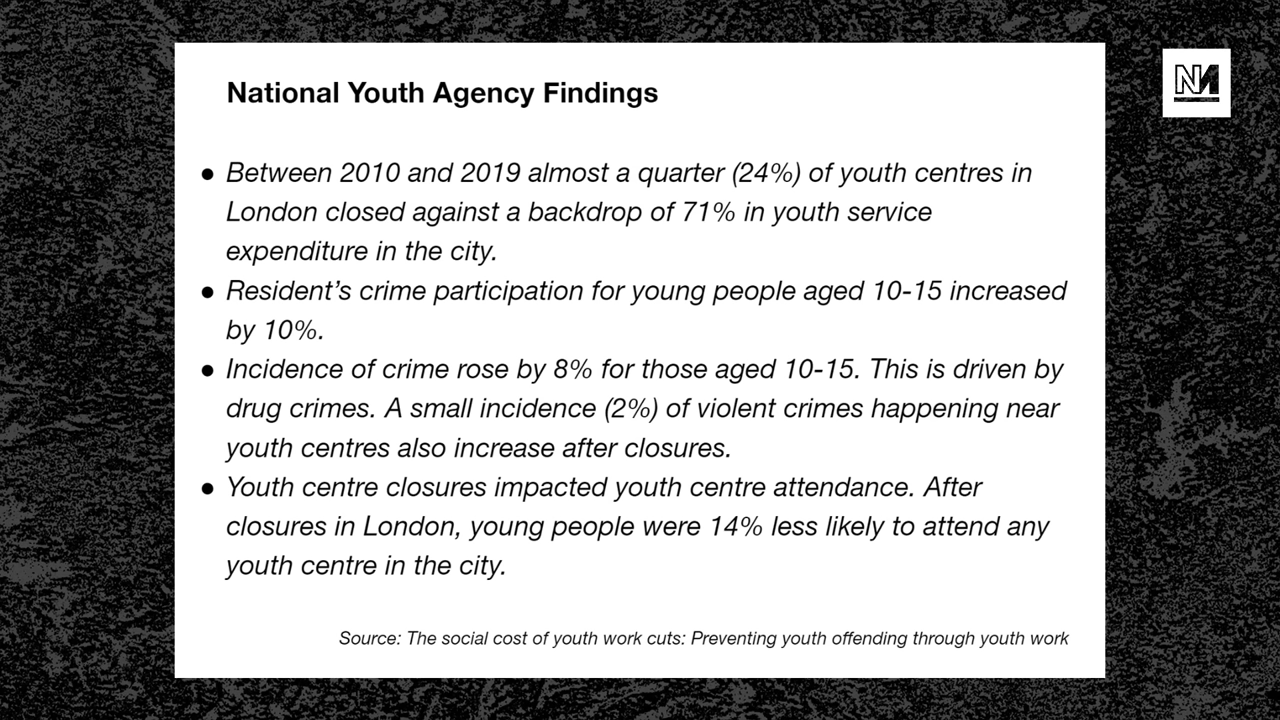 National Youth Agency Findings
● Between 2010 and 2019 almost a quarter (24%) of youth centres in
London closed against a backdrop of 71% in youth service
expenditure in the city.
● Resident’s crime participation for young people aged 10-15 increased
by 10%.
● Incidence of crime rose by 8% for those aged 10-15. This is driven by
drug crimes. A small incidence (2%) of violent crimes happening near
youth centres also increase after closures.
● Youth centre closures impacted youth centre attendance. After
closures in London, young people were 14% less likely to attend any
youth centre in the city.
Source: The social cost of youth work cuts: Preventing youth offending through youth work
NM